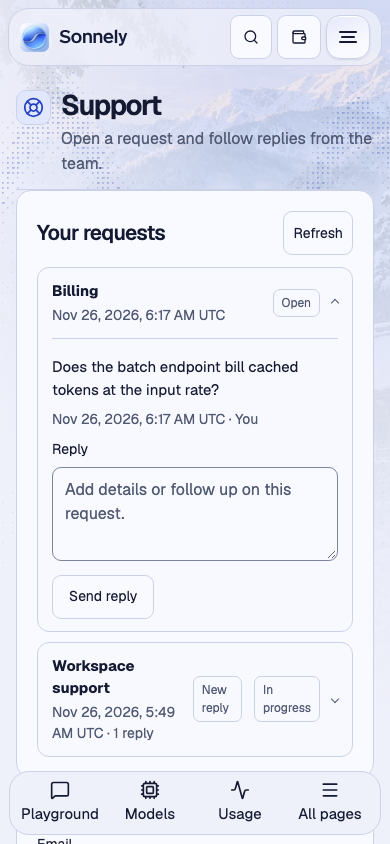 Sonnely
Support
Open a request and follow replies from the
team.
Your requests
Refresh
Billing
Nov 26, 2026, 6:17 AM UTC
Open
Does the batch endpoint bill cached
tokens at the input rate?
Nov 26, 2026, 6:17 AM UTC · You
Reply
Add details or follow up on this
request.
Send reply
Workspace
support
Nov 26, 2026, 5:49
AM UTC · 1 reply
New
reply
In
progress
Playground
Models
Usage
All pages
Email